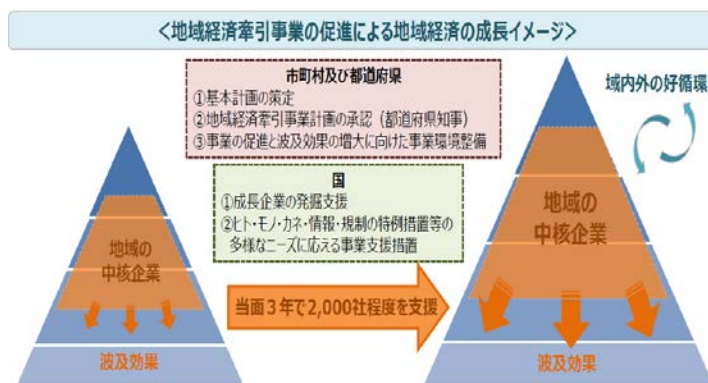 ＜地域経済牽引事業の促進による地域経済の成長イメージ＞
市町村及び都道府県
①基本計画の策定
②地域経済牽引事業計画の承認（都道府県知事）
③事業の促進と波及効果の増大に向けた事業環境整備
域内外の好循環
国
①成長企業の発掘支援
②ヒト・モノ・カネ・情報・規制の特例措置等の
多様なニーズに応える事業支援措置
地域の
中核企業
地域の
中核企業
当面３年で2,000社程度を支援
波及効果
波及効果